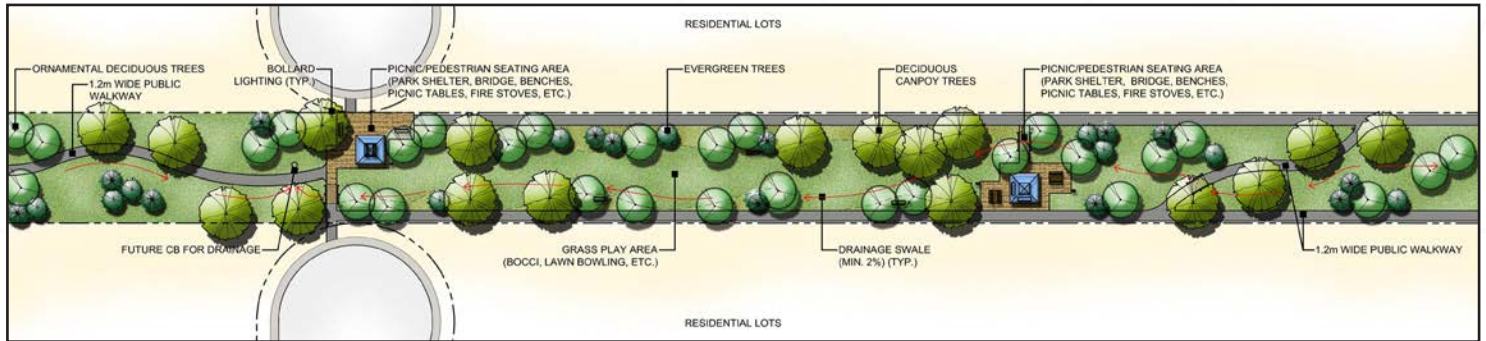 RESIDENTIAL LOTS
ORNAMENTAL DECIDUOUS TREES
1.2m WIDE PUBLIC
WALKWAY
BOLLARD
LIGHTING (TYP.)
PICNIC/PEDESTRIAN SEATING AREA
(PARK SHELTER, BRIDGE, BENCHES,
PICNIC TABLES, FIRE STOVES, ETC.)
EVERGREEN TREES
DECIDUOUS
CANPOY TREES
PICNIC/PEDESTRIAN SEATING AREA
(PARK SHELTER, BRIDGE, BENCHES,
PICNIC TABLES, FIRE STOVES, ETC.)
FUTURE CB FOR DRAINAGE
GRASS PLAY AREA
(BOCCI, LAWN BOWLING, ETC.)
DRAINAGE SWALE
(MIN. 2%) (TYP.)
1.2m WIDE PUBLIC WALKWAY
RESIDENTIAL LOTS